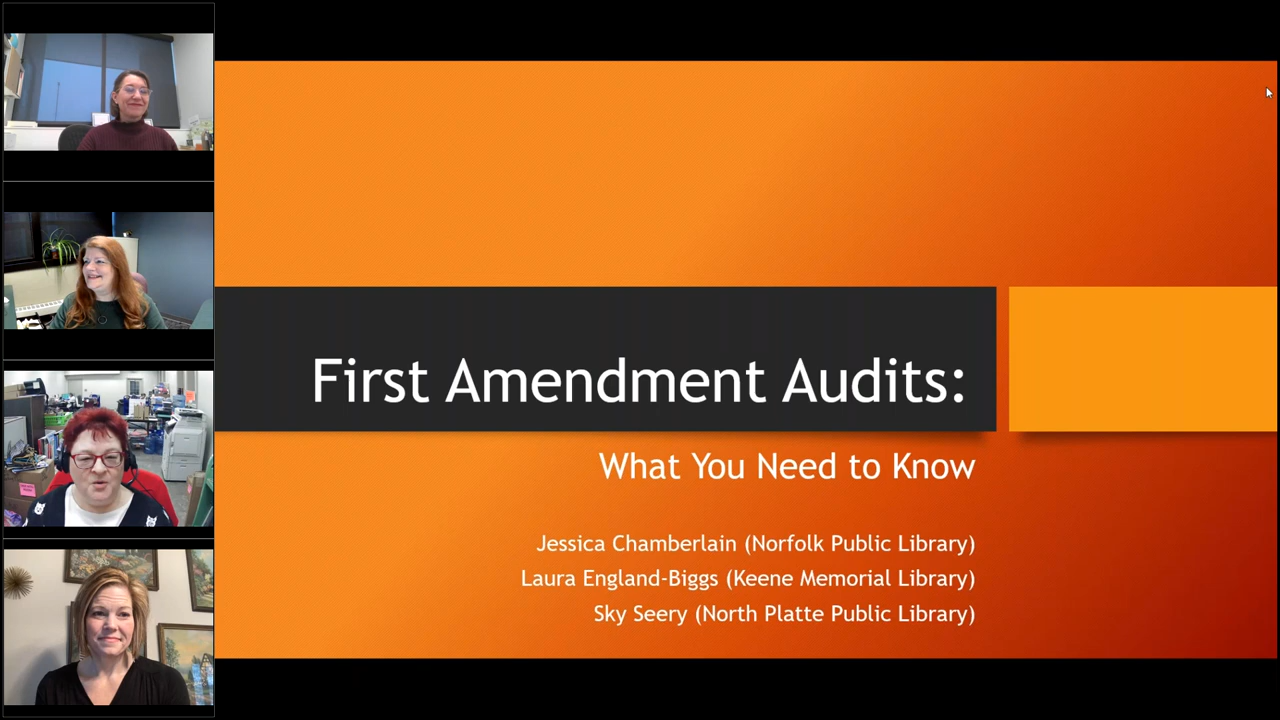 First Amendment Audits:
What You Need to Know
Jessica Chamberlain (Norfolk Public Library)
Laura England-Biggs (Keene Memorial Library)
Sky Seery (North Platte Public Library)